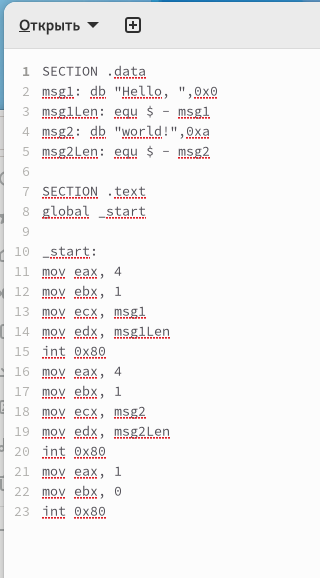 Открыть
1 SECTION .data
2 msg1: db "Hello, ",0x0
3 msg1Len: equ $ - msg1
4 msg2: db "world!",0xa
5 msg2Len: equ $ - msg2
6
7 SECTION .text
8 global _start
9
10 _start:
11 mov eax, 4
12 mov ebx, 1
13 mov ecx, msg1
14 mov edx, msg1Len
15 int 0x80
16 mov eax, 4
17 mov ebx, 1
18 mov ecx, msg2
19 mov edx, msg2Len
20 int 0x80
21 mov eax, 1
22 mov ebx, 0
23 int 0x80